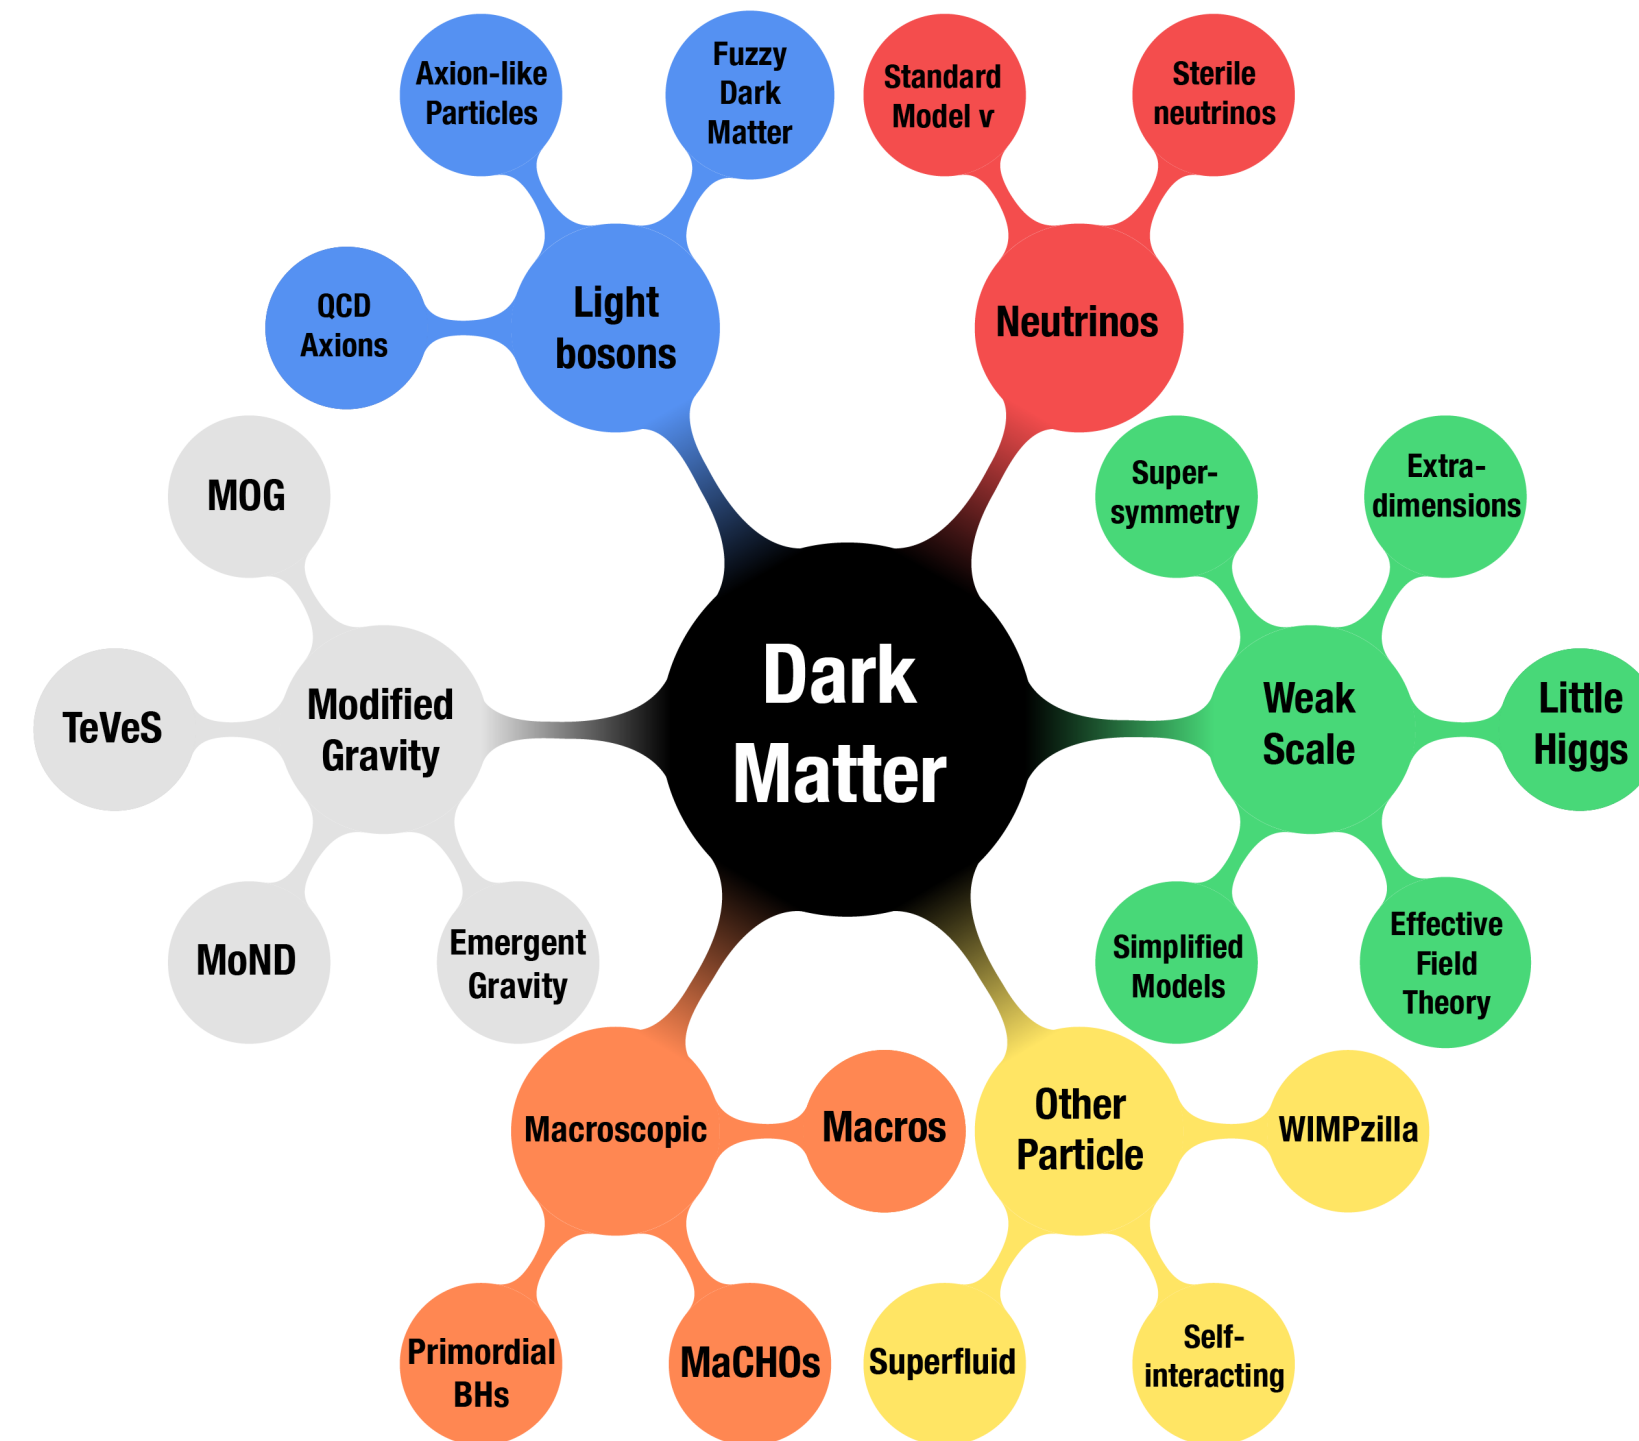 Axion-like
Particles
Fuzzy
Dark
Matter
Standard
Model ν
Sterile
neutrinos
QCD
Axions
Light
bosons
Neutrinos
MOG
Super-
symmetry
Extra-
dimensions
TeVeS
Modified
Gravity
Dark
Matter
Weak
Scale
Little
Higgs
MoND
Emergent
Gravity
Simplified
Models
Effective
Field
Theory
Macroscopic
Macros
Other
Particle
WIMPzilla
Primordial
BHs
MaCHOs
Superfluid
Self-
interacting